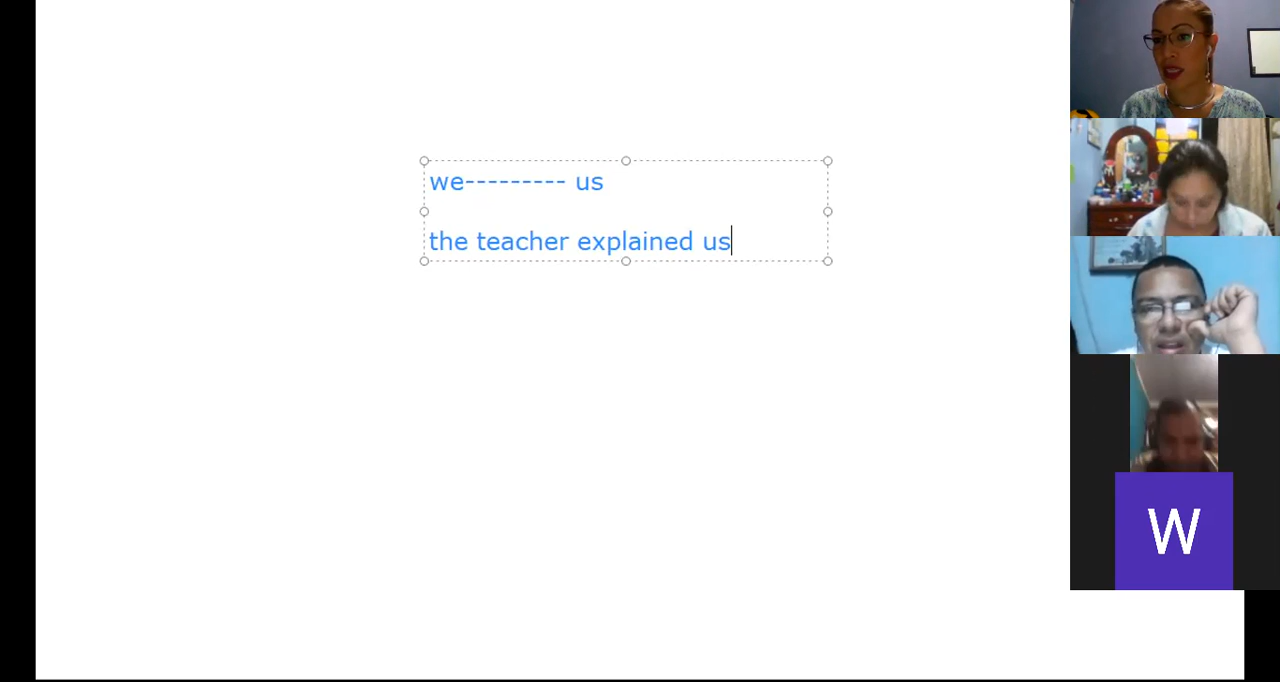 we--------- us
the teacher explained us
W